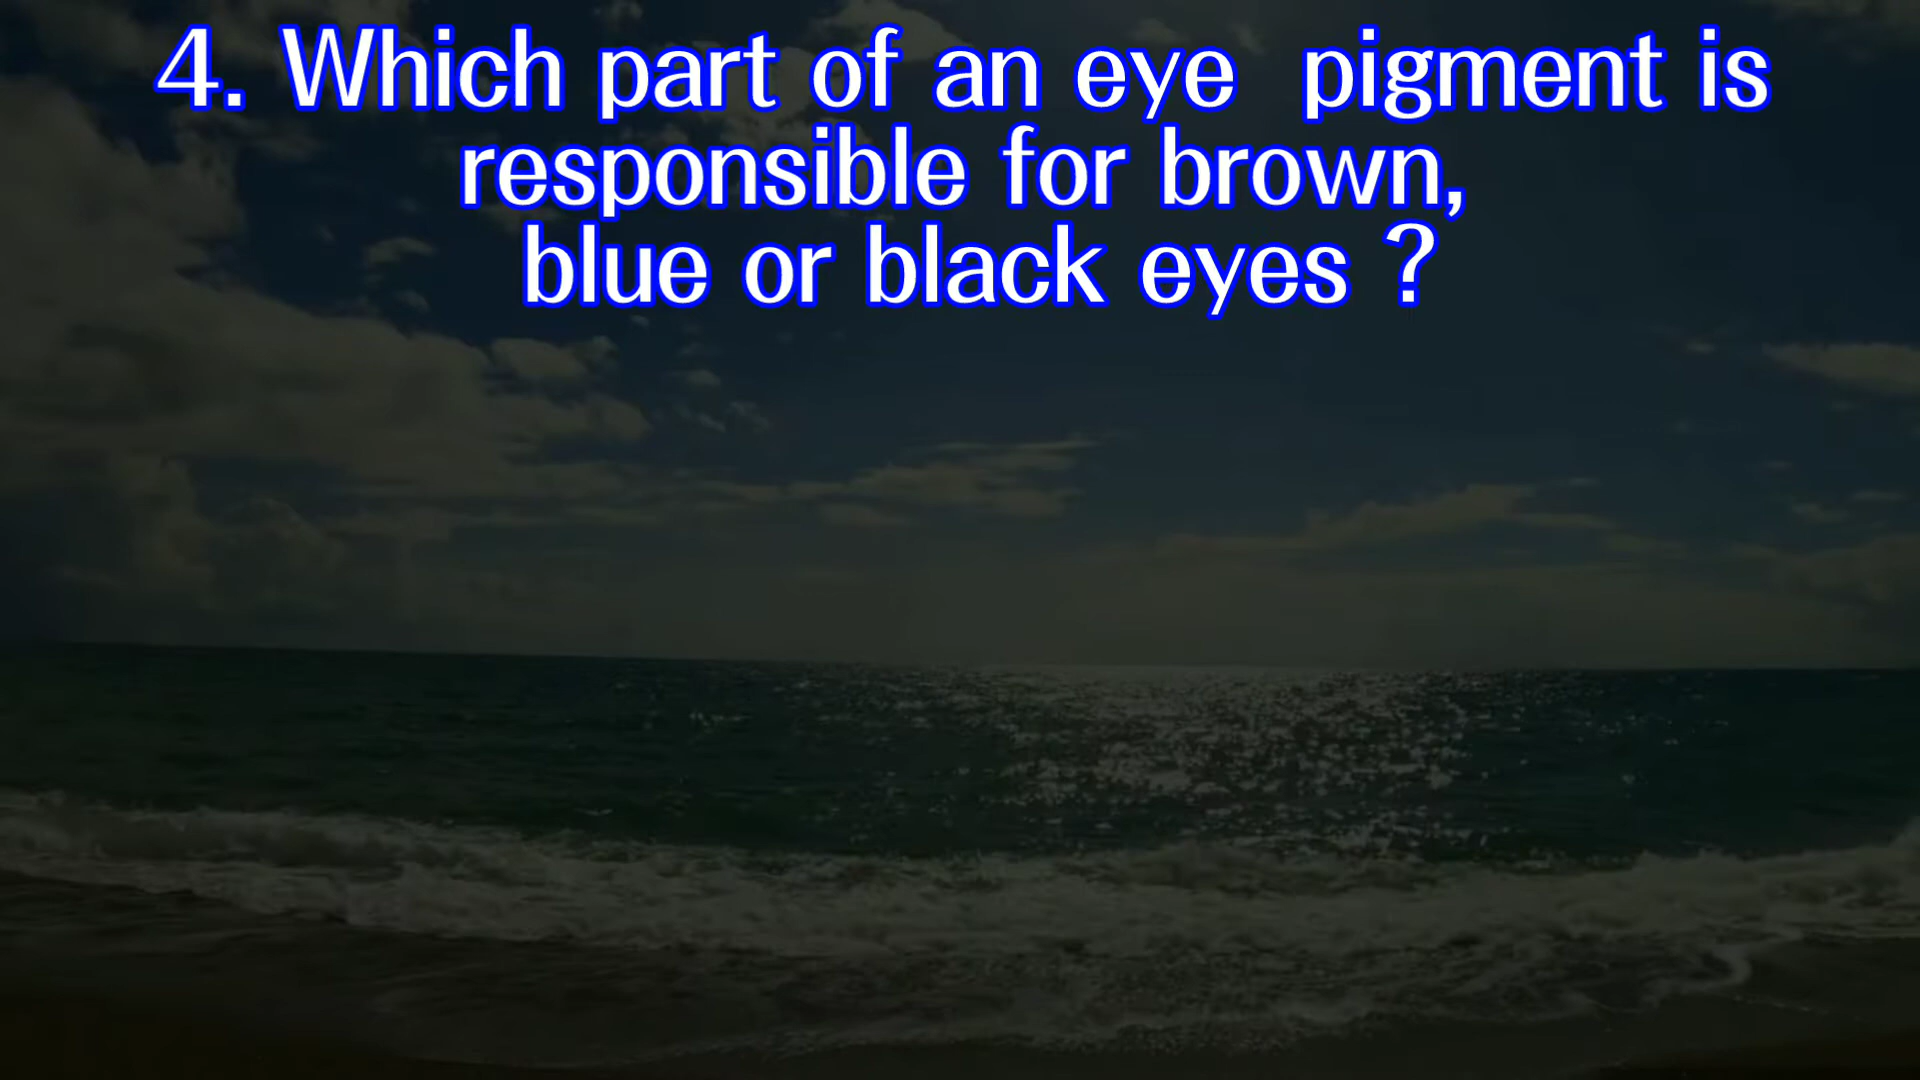 4. Which part of an eye  pigment is
responsible for brown,
blue or black eyes ?